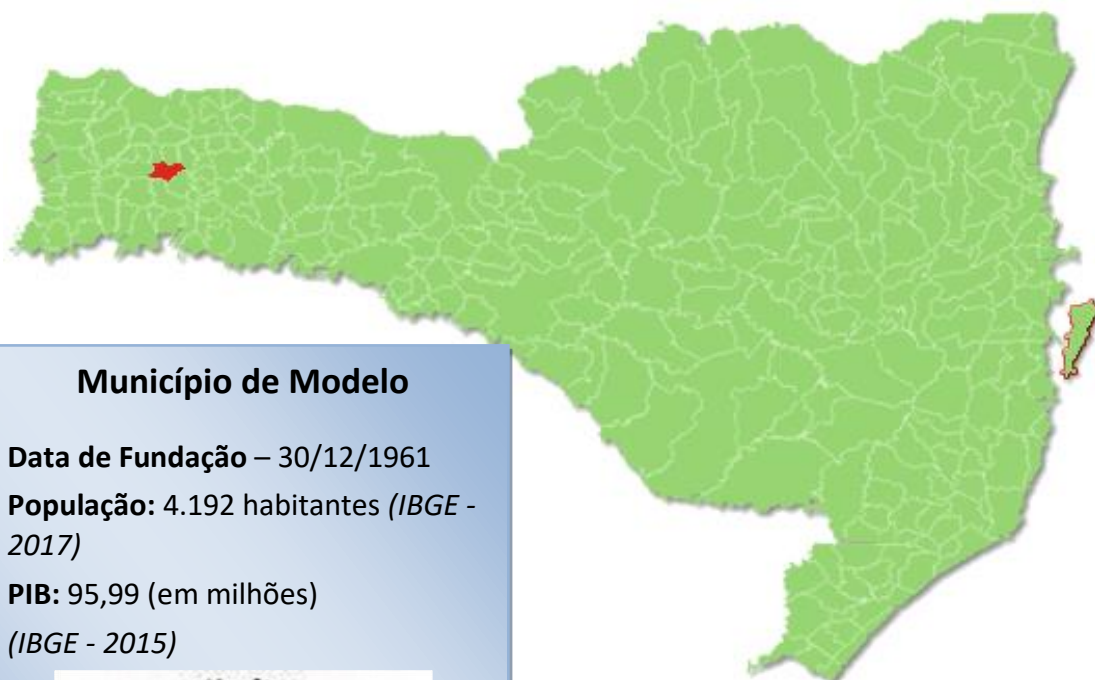 Município de Modelo
Data de Fundação – 30/12/1961
População: 4.192 habitantes (IBGE -
2017)
PIB: 95,99 (em milhões)
(IBGE - 2015)